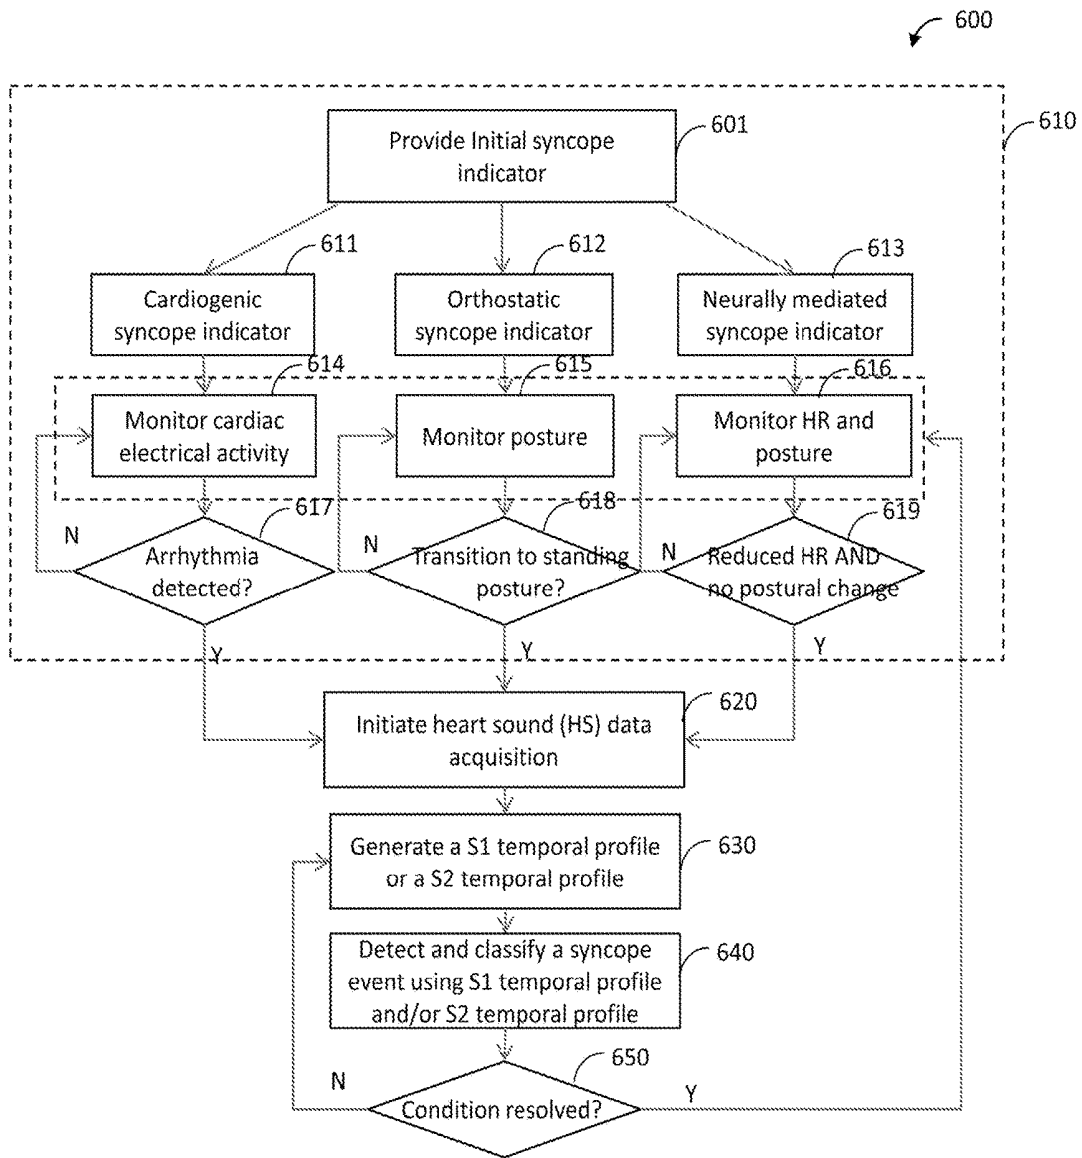 600
610
601
Provide Initial syncope
indicator
611
612
613
Cardiogenic
syncope indicator
Orthostatic
syncope indicator
Neurally mediated
syncope indicator
614
615
616
Monitor cardiac
electrical activity
Monitor posture
Monitor HR and
posture
617
618
619
N
Arrhythmia
detected?
N
Transition to standing
posture?
N
Reduced HR AND
no postural change
Y
Y
Y
620
Initiate heart sound (HS) data
acquisition
630
Generate a S1 temporal profile
or a S2 temporal profile
640
Detect and classify a syncope
event using S1 temporal profile
and/or S2 temporal profile
650
N
Y
Condition resolved?